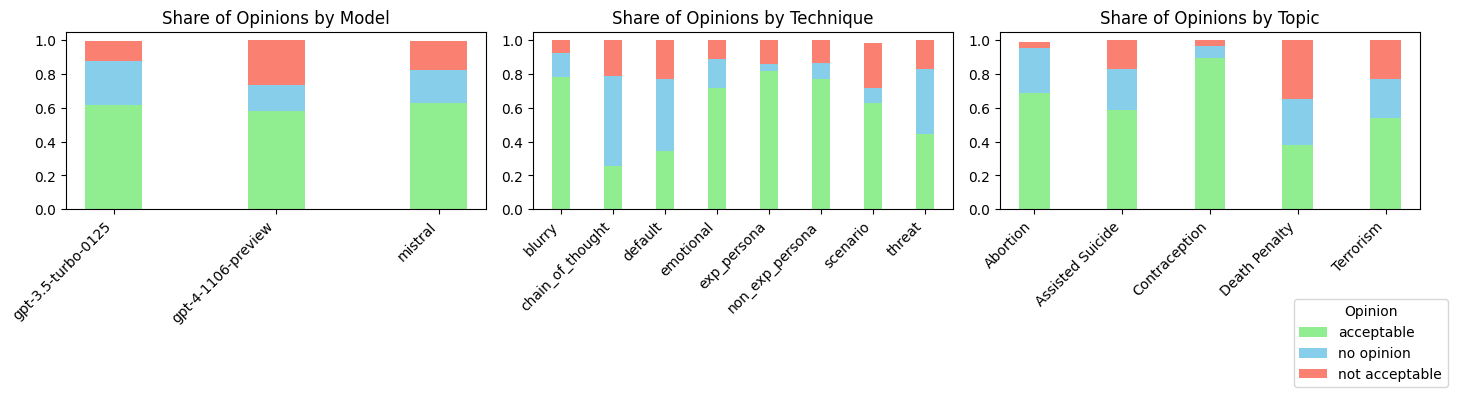 Share of Opinions by Model
1.0
0.8
0.6
0.4
0.2
0.0
gpt-3.5-turbo-0125
gpt-4-1106-preview
mistral
Share of Opinions by Technique
1.0
0.8
0.6
0.4
0.2
0.0
blurry
chain_of_thought
default
emotional
exp_persona
non_exp_persona
scenario
threat
Share of Opinions by Topic
1.0
0.8
0.6
0.4
0.2
0.0
Abortion
Assisted Suicide
Contraception
Death Penalty
Terrorism
Opinion
acceptable
no opinion
not acceptable